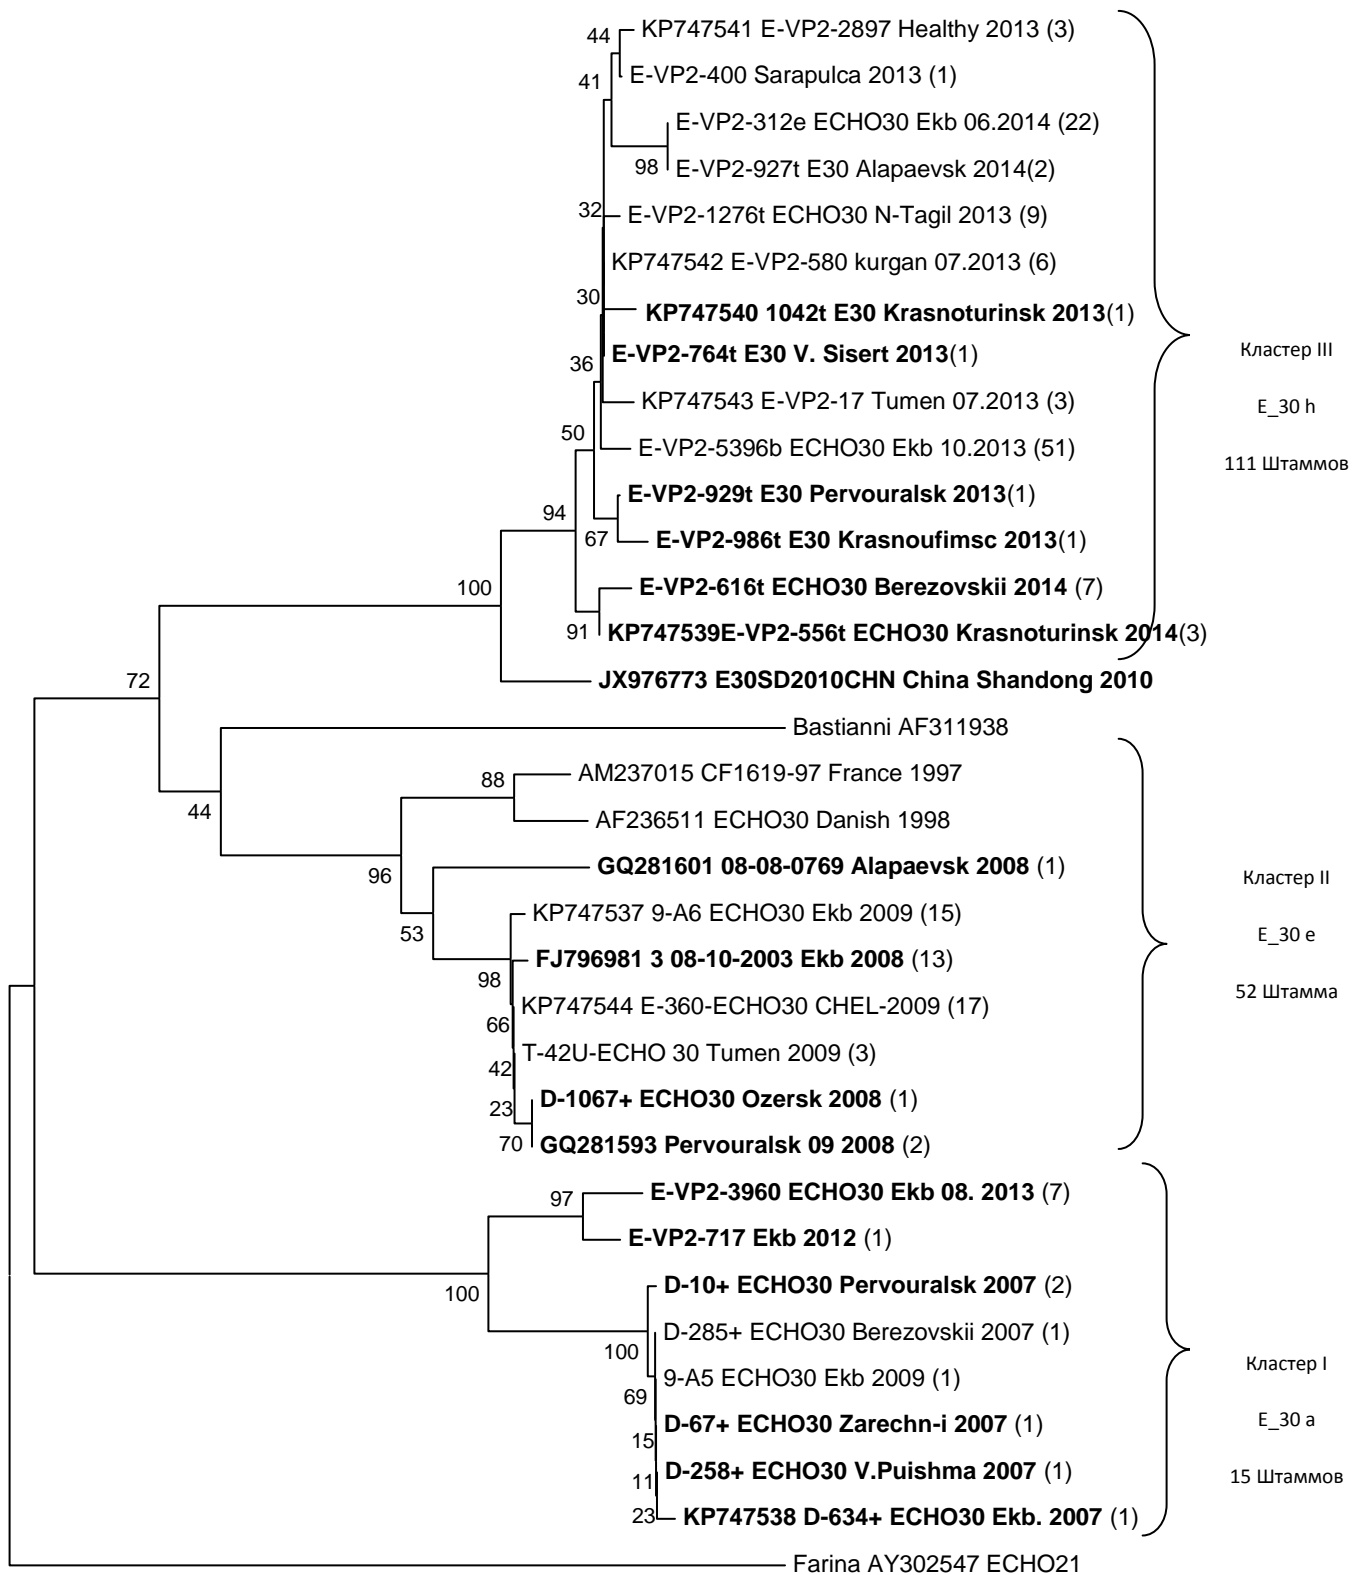 44
KP747541 E-VP2-2897 Healthy 2013 (3)
41
E-VP2-400 Sarapulca 2013 (1)
E-VP2-312e ECHO30 Ekb 06.2014 (22)
98
E-VP2-927t E30 Alapaevsk 2014(2)
32
E-VP2-1276t ECHO30 N-Tagil 2013 (9)
KP747542 E-VP2-580 kurgan 07.2013 (6)
30
KP747540 1042t E30 Krasnoturinsk 2013(1)
E-VP2-764t E30 V. Sisert 2013(1)
36
KP747543 E-VP2-17 Tumen 07.2013 (3)
50
E-VP2-5396b ECHO30 Ekb 10.2013 (51)
E-VP2-929t E30 Pervouralsk 2013(1)
94
67
E-VP2-986t E30 Krasnoufimsc 2013(1)
100
E-VP2-616t ECHO30 Berezovskii 2014 (7)
91
KP747539E-VP2-556t ECHO30 Krasnoturinsk 2014(3)
Кластер III
E_30 h
111 Штаммов
72
JX976773 E30SD2010CHN China Shandong 2010
Bastianni AF311938
88
AM237015 CF1619-97 France 1997
44
AF236511 ECHO30 Danish 1998
96
GQ281601 08-08-0769 Alapaevsk 2008 (1)
53
KP747537 9-A6 ECHO30 Ekb 2009 (15)
FJ796981 3 08-10-2003 Ekb 2008 (13)
98
KP747544 E-360-ECHO30 CHEL-2009 (17)
66
T-42U-ECHO 30 Tumen 2009 (3)
42
D-1067+ ECHO30 Ozersk 2008 (1)
23
70
GQ281593 Pervouralsk 09 2008 (2)
Кластер II
E_30 e
52 Штамма
97
E-VP2-3960 ECHO30 Ekb 08. 2013 (7)
E-VP2-717 Ekb 2012 (1)
100
D-10+ ECHO30 Pervouralsk 2007 (2)
D-285+ ECHO30 Berezovskii 2007 (1)
100
9-A5 ECHO30 Ekb 2009 (1)
69
D-67+ ECHO30 Zarechn-i 2007 (1)
15
D-258+ ECHO30 V.Puishma 2007 (1)
11
23
KP747538 D-634+ ECHO30 Ekb. 2007 (1)
Кластер I
E_30 a
15 Штаммов
Farina AY302547 ECHO21